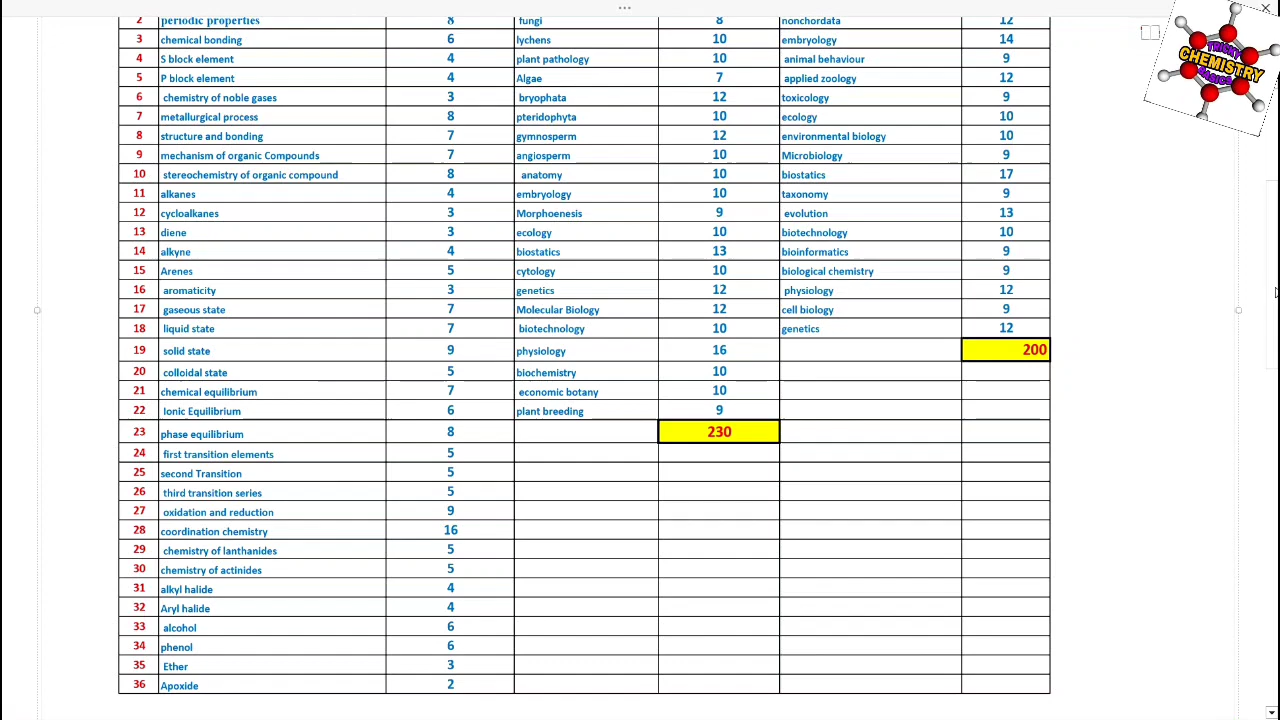 2 periodic properties 8 fungi 8 nonchordata 12
3 chemical bonding 6 lychens 10 embryology 14
4 S block element 4 plant pathology 10 animal behaviour 9
5 P block element 4 Algae 7 applied zoology 12
6 chemistry of noble gases 3 bryophata 12 toxicology 9
7 metallurgical process 8 pteridophyta 10 ecology 10
8 structure and bonding 7 gymnosperm 12 environmental biology 10
9 mechanism of organic Compounds 7 angiosperm 10 Microbiology 9
10 stereochemistry of organic compound 8 anatomy 10 biostatics 17
11 alkanes 4 embryology 10 taxonomy 9
12 cycloalkanes 3 Morphoenesis 9 evolution 13
13 diene 3 ecology 10 biotechnology 10
14 alkyne 4 biostatics 13 bioinformatics 9
15 Arenes 5 cytology 10 biological chemistry 9
16 aromaticity 3 genetics 12 physiology 12
17 gaseous state 7 Molecular Biology 12 cell biology 9
18 liquid state 7 biotechnology 10 genetics 12
19 solid state 9 physiology 16 200
20 colloidal state 5 biochemistry 10
21 chemical equilibrium 7 economic botany 10
22 Ionic Equilibrium 6 plant breeding 9
23 phase equilibrium 8 230
24 first transition elements 5
25 second Transition 5
26 third transition series 5
27 oxidation and reduction 9
28 coordination chemistry 16
29 chemistry of lanthanides 5
30 chemistry of actinides 5
31 alkyl halide 4
32 Aryl halide 4
33 alcohol 6
34 phenol 6
35 Ether 3
36 Apoxide 2
TRICKY
CHEMISTRY
BASICS